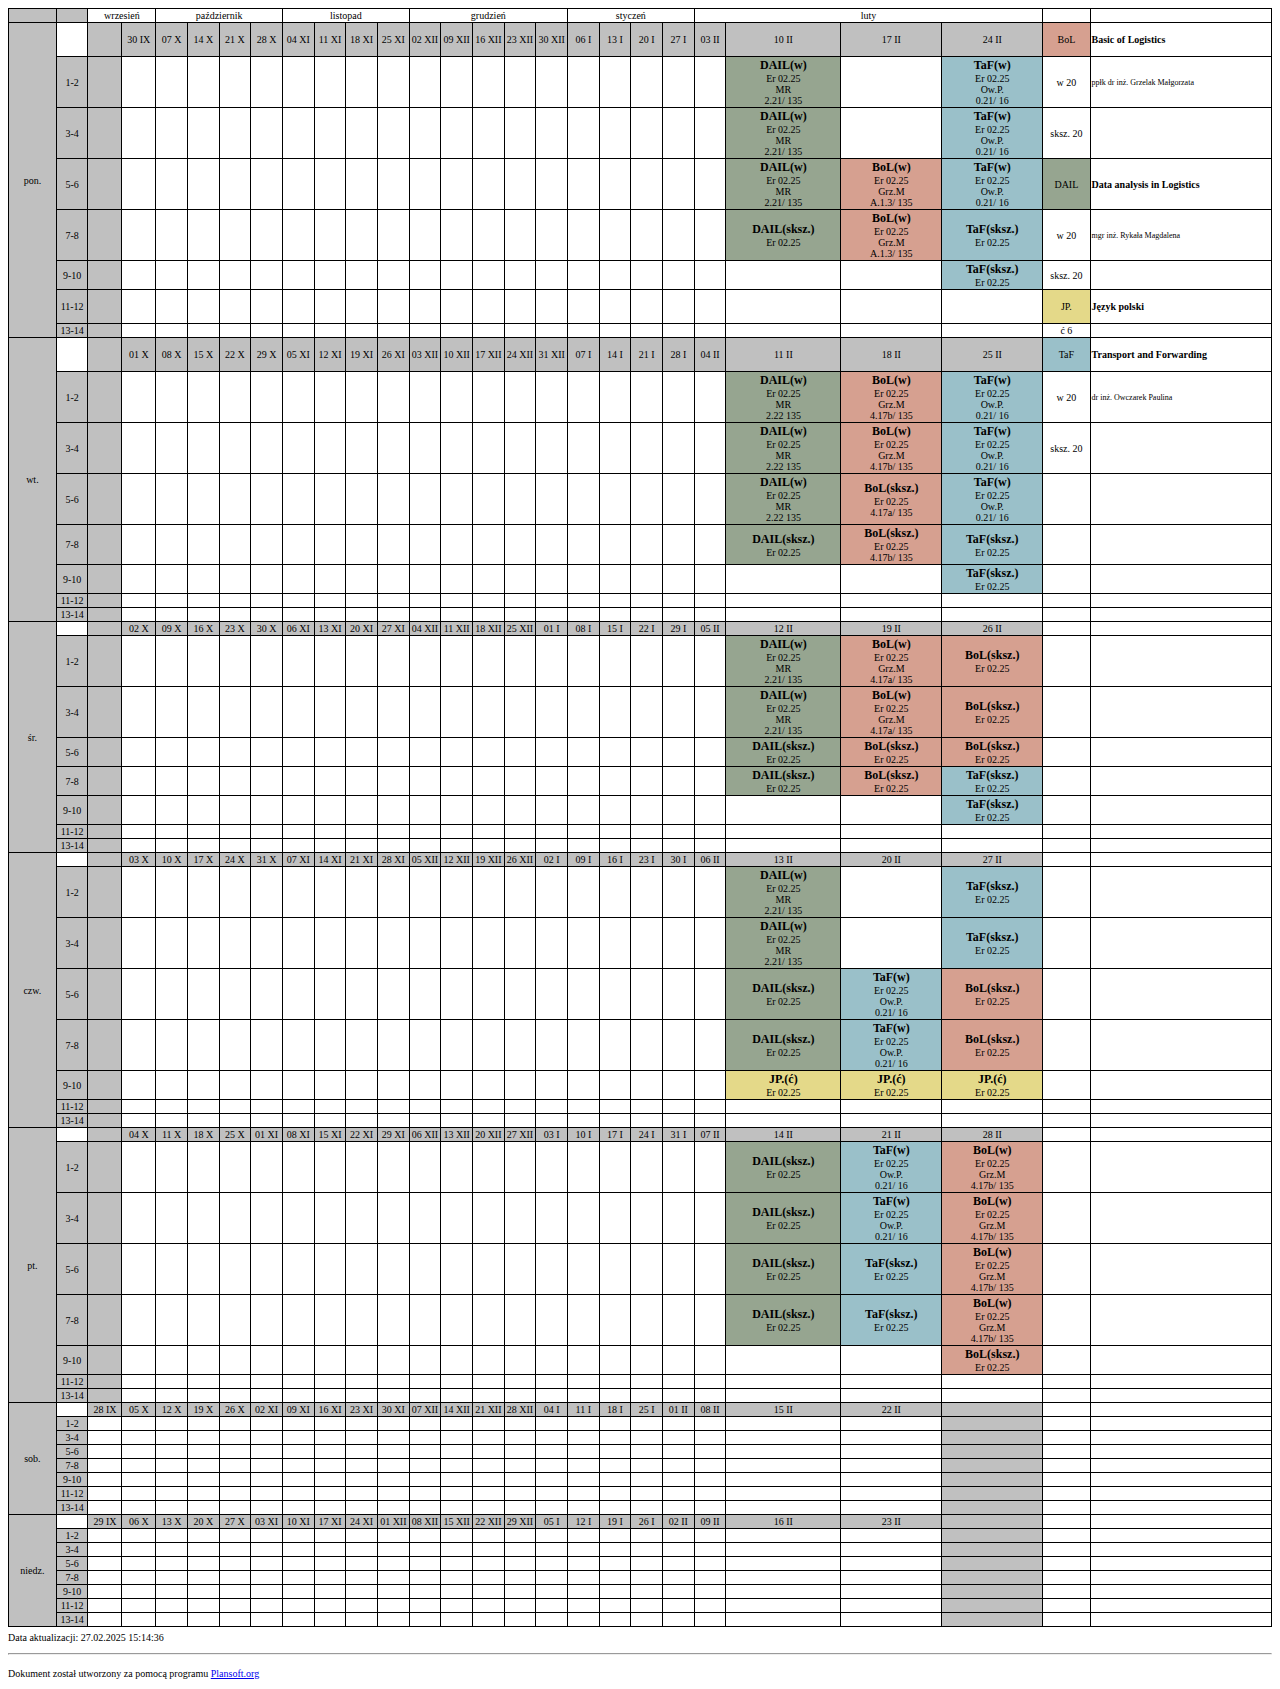 wrzesień październik listopad grudzień styczeń luty
pon.
30 IX 07 X 14 X 21 X 28 X 04 XI 11 XI 18 XI 25 XI 02 XII 09 XII 16 XII 23 XII 30 XII 06 I 13 I 20 I 27 I 03 II 10 II 17 II 24 II BoL Basic of Logistics
1-2
DAIL(w)
Er 02.25
MR
2.21/ 135
TaF(w)
Er 02.25
Ow.P.
0.21/ 16
w 20 ppłk dr inż. Grzelak Małgorzata
3-4
DAIL(w)
Er 02.25
MR
2.21/ 135
TaF(w)
Er 02.25
Ow.P.
0.21/ 16
sksz. 20
5-6
DAIL(w)
Er 02.25
MR
2.21/ 135
BoL(w)
Er 02.25
Grz.M
A.1.3/ 135
TaF(w)
Er 02.25
Ow.P.
0.21/ 16
DAIL Data analysis in Logistics
7-8
DAIL(sksz.)
Er 02.25
BoL(w)
Er 02.25
Grz.M
A.1.3/ 135
TaF(sksz.)
Er 02.25
w 20 mgr inż. Rykała Magdalena
9-10
TaF(sksz.)
Er 02.25
sksz. 20
11-12 JP. Język polski
13-14 ć 6
wt.
01 X 08 X 15 X 22 X 29 X 05 XI 12 XI 19 XI 26 XI 03 XII 10 XII 17 XII 24 XII 31 XII 07 I 14 I 21 I 28 I 04 II 11 II 18 II 25 II TaF Transport and Forwarding
1-2
DAIL(w)
Er 02.25
MR
2.22 135
BoL(w)
Er 02.25
Grz.M
4.17b/ 135
TaF(w)
Er 02.25
Ow.P.
0.21/ 16
w 20 dr inż. Owczarek Paulina
3-4
DAIL(w)
Er 02.25
MR
2.22 135
BoL(w)
Er 02.25
Grz.M
4.17b/ 135
TaF(w)
Er 02.25
Ow.P.
0.21/ 16
sksz. 20
5-6
DAIL(w)
Er 02.25
MR
2.22 135
BoL(sksz.)
Er 02.25
4.17a/ 135
TaF(w)
Er 02.25
Ow.P.
0.21/ 16
7-8
DAIL(sksz.)
Er 02.25
BoL(sksz.)
Er 02.25
4.17b/ 135
TaF(sksz.)
Er 02.25
9-10
TaF(sksz.)
Er 02.25
11-12
13-14
śr.
02 X 09 X 16 X 23 X 30 X 06 XI 13 XI 20 XI 27 XI 04 XII 11 XII 18 XII 25 XII 01 I 08 I 15 I 22 I 29 I 05 II 12 II 19 II 26 II
1-2
DAIL(w)
Er 02.25
MR
2.21/ 135
BoL(w)
Er 02.25
Grz.M
4.17a/ 135
BoL(sksz.)
Er 02.25
3-4
DAIL(w)
Er 02.25
MR
2.21/ 135
BoL(w)
Er 02.25
Grz.M
4.17a/ 135
BoL(sksz.)
Er 02.25
5-6
DAIL(sksz.)
Er 02.25
BoL(sksz.)
Er 02.25
BoL(sksz.)
Er 02.25
7-8
DAIL(sksz.)
Er 02.25
BoL(sksz.)
Er 02.25
TaF(sksz.)
Er 02.25
9-10
TaF(sksz.)
Er 02.25
11-12
13-14
czw.
03 X 10 X 17 X 24 X 31 X 07 XI 14 XI 21 XI 28 XI 05 XII 12 XII 19 XII 26 XII 02 I 09 I 16 I 23 I 30 I 06 II 13 II 20 II 27 II
1-2
DAIL(w)
Er 02.25
MR
2.21/ 135
TaF(sksz.)
Er 02.25
3-4
DAIL(w)
Er 02.25
MR
2.21/ 135
TaF(sksz.)
Er 02.25
5-6
DAIL(sksz.)
Er 02.25
TaF(w)
Er 02.25
Ow.P.
0.21/ 16
BoL(sksz.)
Er 02.25
7-8
DAIL(sksz.)
Er 02.25
TaF(w)
Er 02.25
Ow.P.
0.21/ 16
BoL(sksz.)
Er 02.25
9-10
JP.(ć)
Er 02.25
JP.(ć)
Er 02.25
JP.(ć)
Er 02.25
11-12
13-14
pt.
04 X 11 X 18 X 25 X 01 XI 08 XI 15 XI 22 XI 29 XI 06 XII 13 XII 20 XII 27 XII 03 I 10 I 17 I 24 I 31 I 07 II 14 II 21 II 28 II
1-2
DAIL(sksz.)
Er 02.25
TaF(w)
Er 02.25
Ow.P.
0.21/ 16
BoL(w)
Er 02.25
Grz.M
4.17b/ 135
3-4
DAIL(sksz.)
Er 02.25
TaF(w)
Er 02.25
Ow.P.
0.21/ 16
BoL(w)
Er 02.25
Grz.M
4.17b/ 135
5-6
DAIL(sksz.)
Er 02.25
TaF(sksz.)
Er 02.25
BoL(w)
Er 02.25
Grz.M
4.17b/ 135
7-8
DAIL(sksz.)
Er 02.25
TaF(sksz.)
Er 02.25
BoL(w)
Er 02.25
Grz.M
4.17b/ 135
9-10
BoL(sksz.)
Er 02.25
11-12
13-14
sob.
28 IX 05 X 12 X 19 X 26 X 02 XI 09 XI 16 XI 23 XI 30 XI 07 XII 14 XII 21 XII 28 XII 04 I 11 I 18 I 25 I 01 II 08 II 15 II 22 II
1-2
3-4
5-6
7-8
9-10
11-12
13-14
niedz.
29 IX 06 X 13 X 20 X 27 X 03 XI 10 XI 17 XI 24 XI 01 XII 08 XII 15 XII 22 XII 29 XII 05 I 12 I 19 I 26 I 02 II 09 II 16 II 23 II
1-2
3-4
5-6
7-8
9-10
11-12
13-14
Data aktualizacji: 27.02.2025 15:14:36
Dokument został utworzony za pomocą programu Plansoft.org